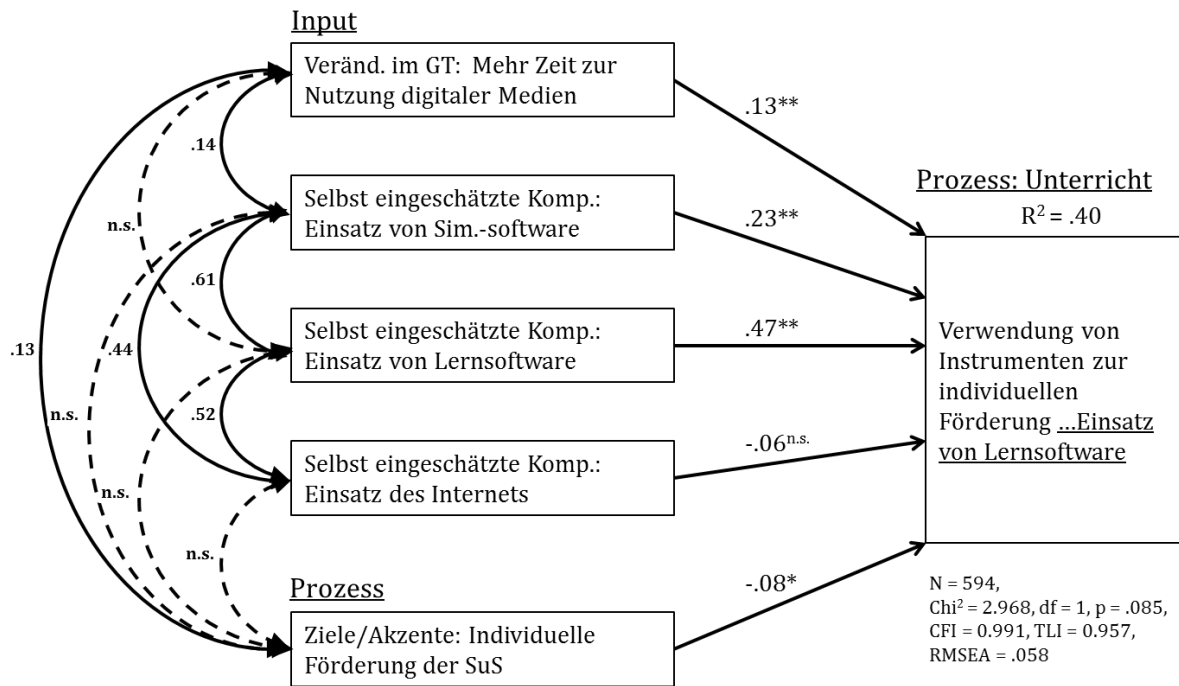 Input
Veränd. im GT: Mehr Zeit zur
Nutzung digitaler Medien
Selbst eingeschätzte Komp.:
Einsatz von Sim.-software
Selbst eingeschätzte Komp.:
Einsatz von Lernsoftware
Selbst eingeschätzte Komp.:
Einsatz des Internets
Prozess
Ziele/Akzente: Individuelle
Förderung der SuS
.14
n.s.
.61
.13
.44
n.s.
.52
n.s.
n.s.
.13**
.23**
.47**
-.06n.s.
-.08*
Prozess: Unterricht
R² = .40
Verwendung von
Instrumenten zur
individuellen
Förderung ...Einsatz
von Lernsoftware
N = 594,
Chi² = 2.968, df = 1, p = .085,
CFI = 0.991, TLI = 0.957,
RMSEA = .058